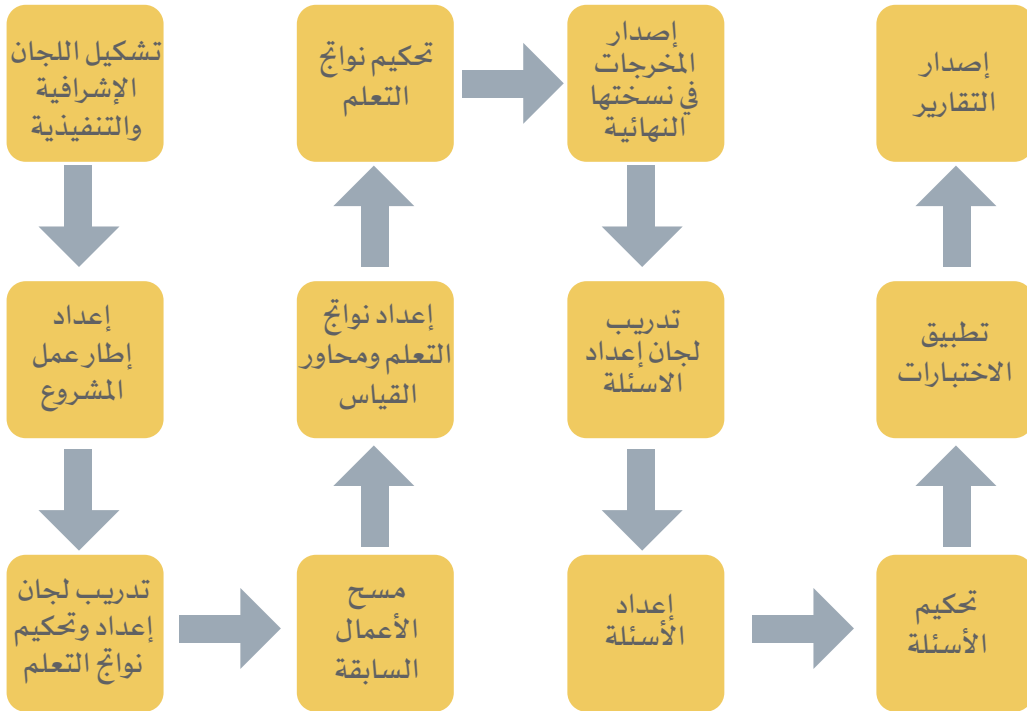 تشكيل اللجان
الإشرافية
والتنفيذية
إعداد
إطار عمل
المشروع
تدريب لجان
إعداد وتحكيم
نواتج التعلم
مسح
الأعمال
السابقة
إعداد نواتج
التعلم ومحاور
القياس
تحكيم نواتج
التعلم
إصدار
المخرجات
في نسختها
النهائية
تدريب
لجان إعداد
الاسئلة
إعداد
الأسئلة
تحكيم
الأسئلة
تطبيق
الاختبارات
إصدار
التقارير